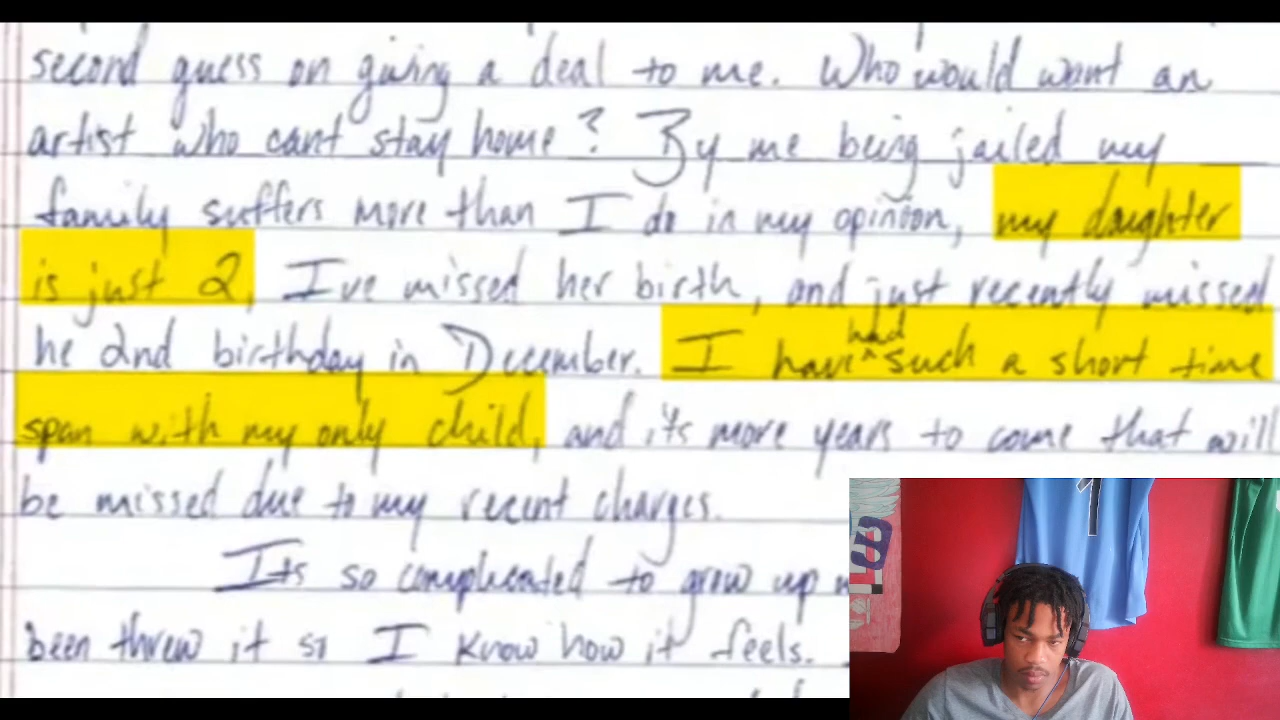 second guess on giving a deal to me. Who would want an
artist who cant stay home? By me being jailed my
family suffers more than I do in my opinion, my daughter
is just 2, I've missed her birth, and just recently missed
he 2nd birthday in December. I have had such a short time
span with my only child, and it's more years to come that will
be missed due to my recent charges.
Its so complicated to grow up
been threw it so I know how it feels.